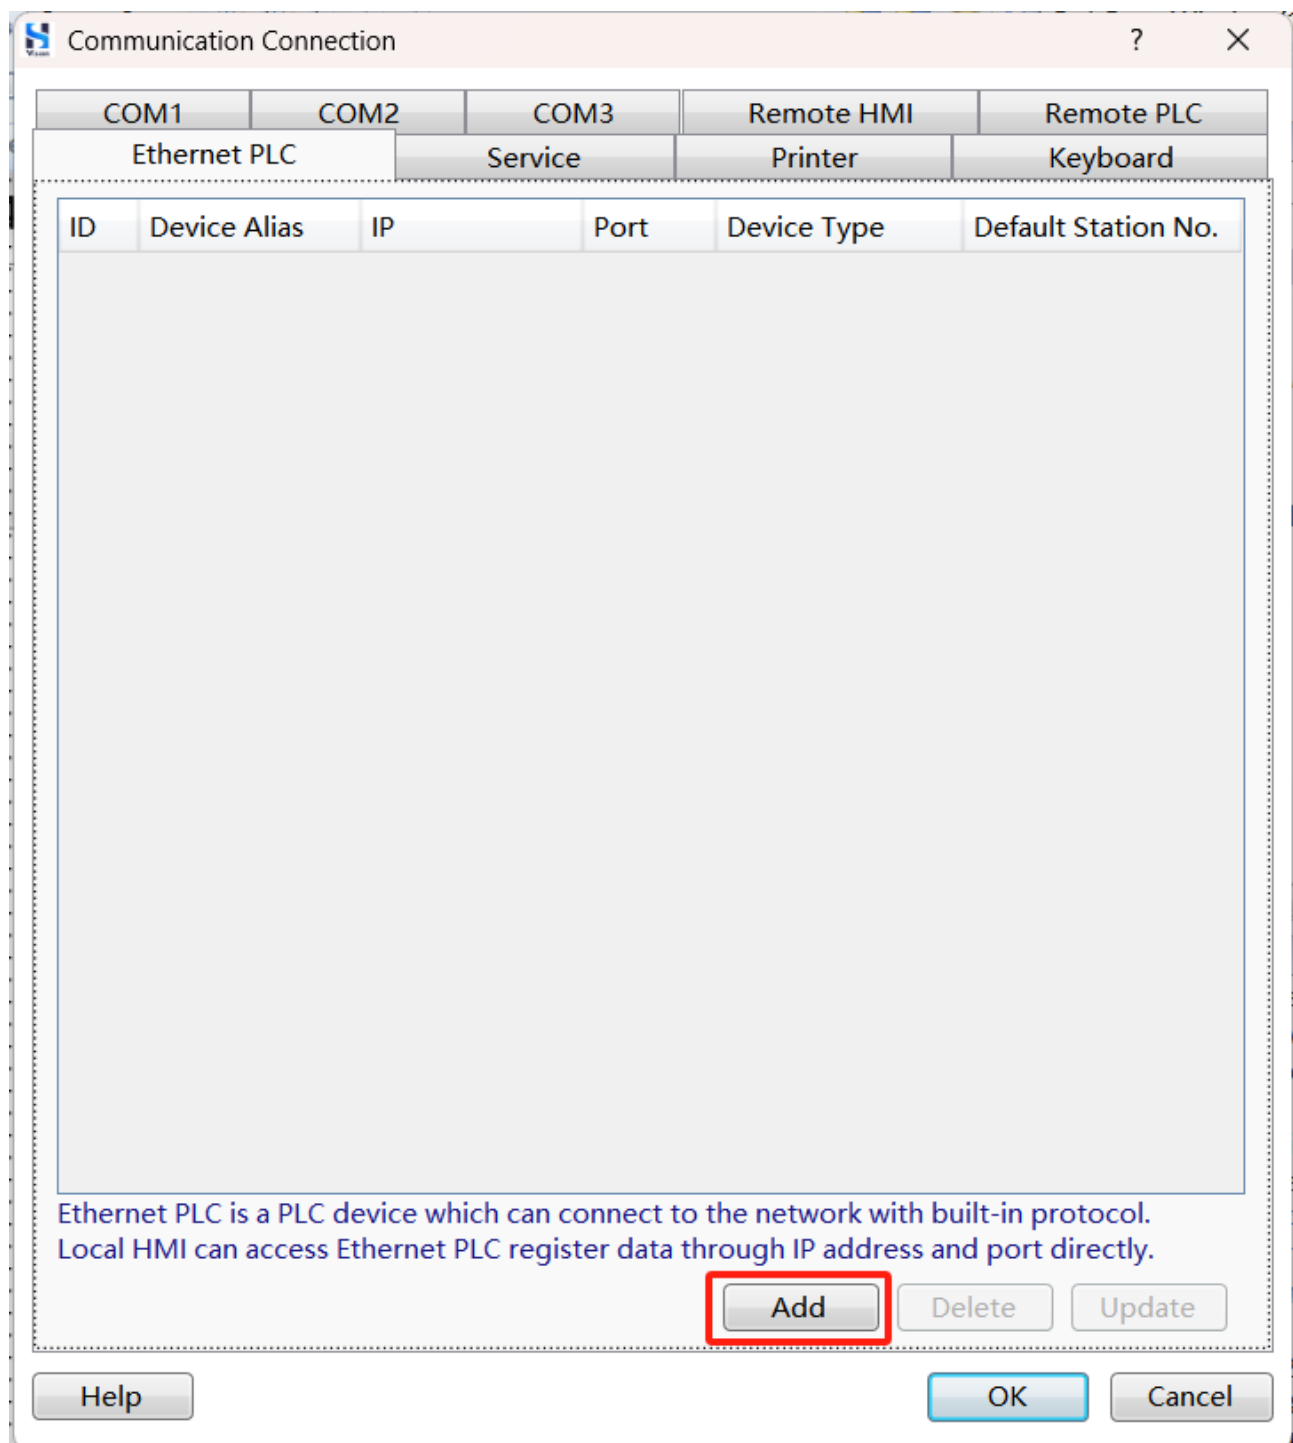 Communication Connection ?
COM1 COM2 COM3 Remote HMI Remote PLC
Ethernet PLC Service Printer Keyboard
ID Device Alias IP Port Device Type Default Station No.
Ethernet PLC is a PLC device which can connect to the network with built-in protocol.
Local HMI can access Ethernet PLC register data through IP address and port directly.
Add Delete Update
Help OK Cancel